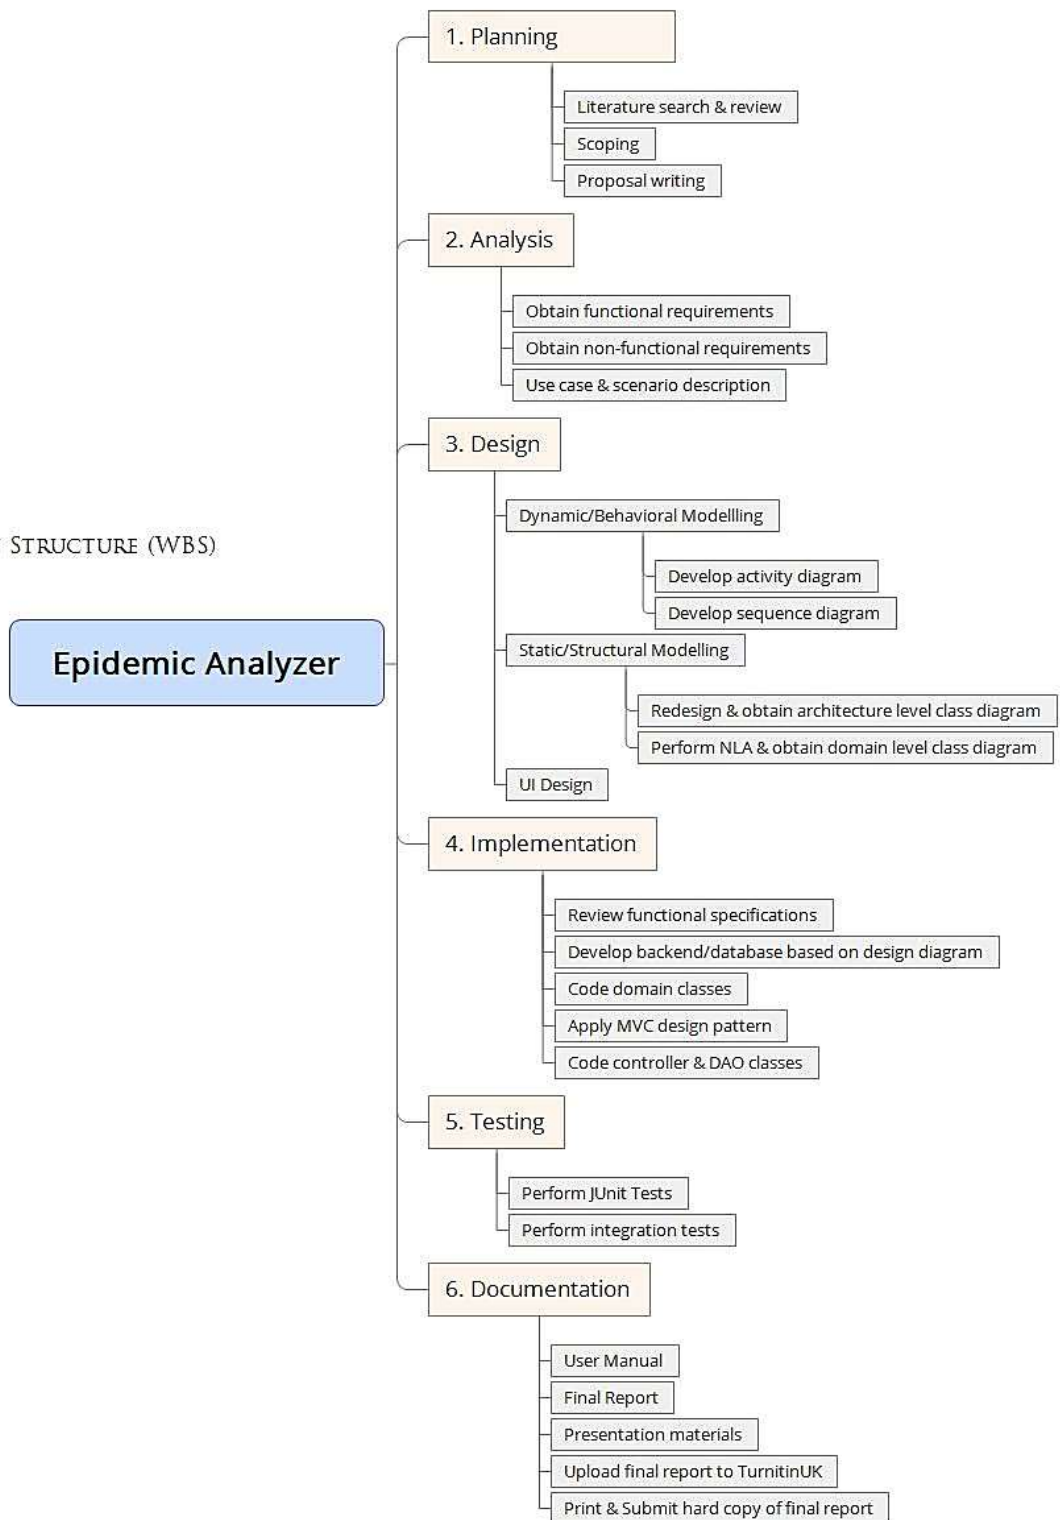 1. Planning
Literature search & review
Scoping
Proposal writing
2. Analysis
Obtain functional requirements
Obtain non-functional requirements
Use case & scenario description
3. Design
Dynamic/Behavioral Modellling
Develop activity diagram
Develop sequence diagram
STRUCTURE (WBS)
Epidemic Analyzer
Static/Structural Modelling
Redesign & obtain architecture level class diagram
Perform NLA & obtain domain level class diagram
UI Design
4. Implementation
Review functional specifications
Develop backend/database based on design diagram
Code domain classes
Apply MVC design pattern
Code controller & DAO classes
5. Testing
Perform JUnit Tests
Perform integration tests
6. Documentation
User Manual
Final Report
Presentation materials
Upload final report to TurnitinUK
Print & Submit hard copy of final report